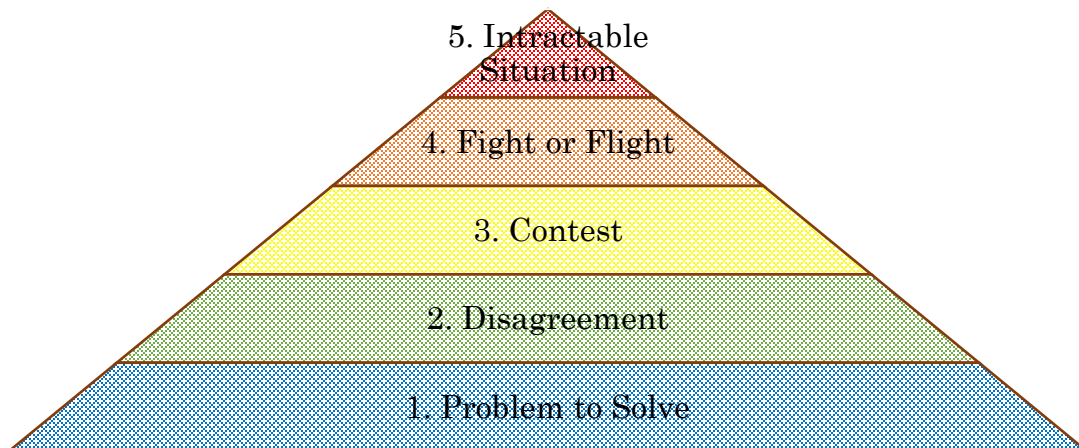 5. Intractable
Situation
4. Fight or Flight
3. Contest
2. Disagreement
1. Problem to Solve